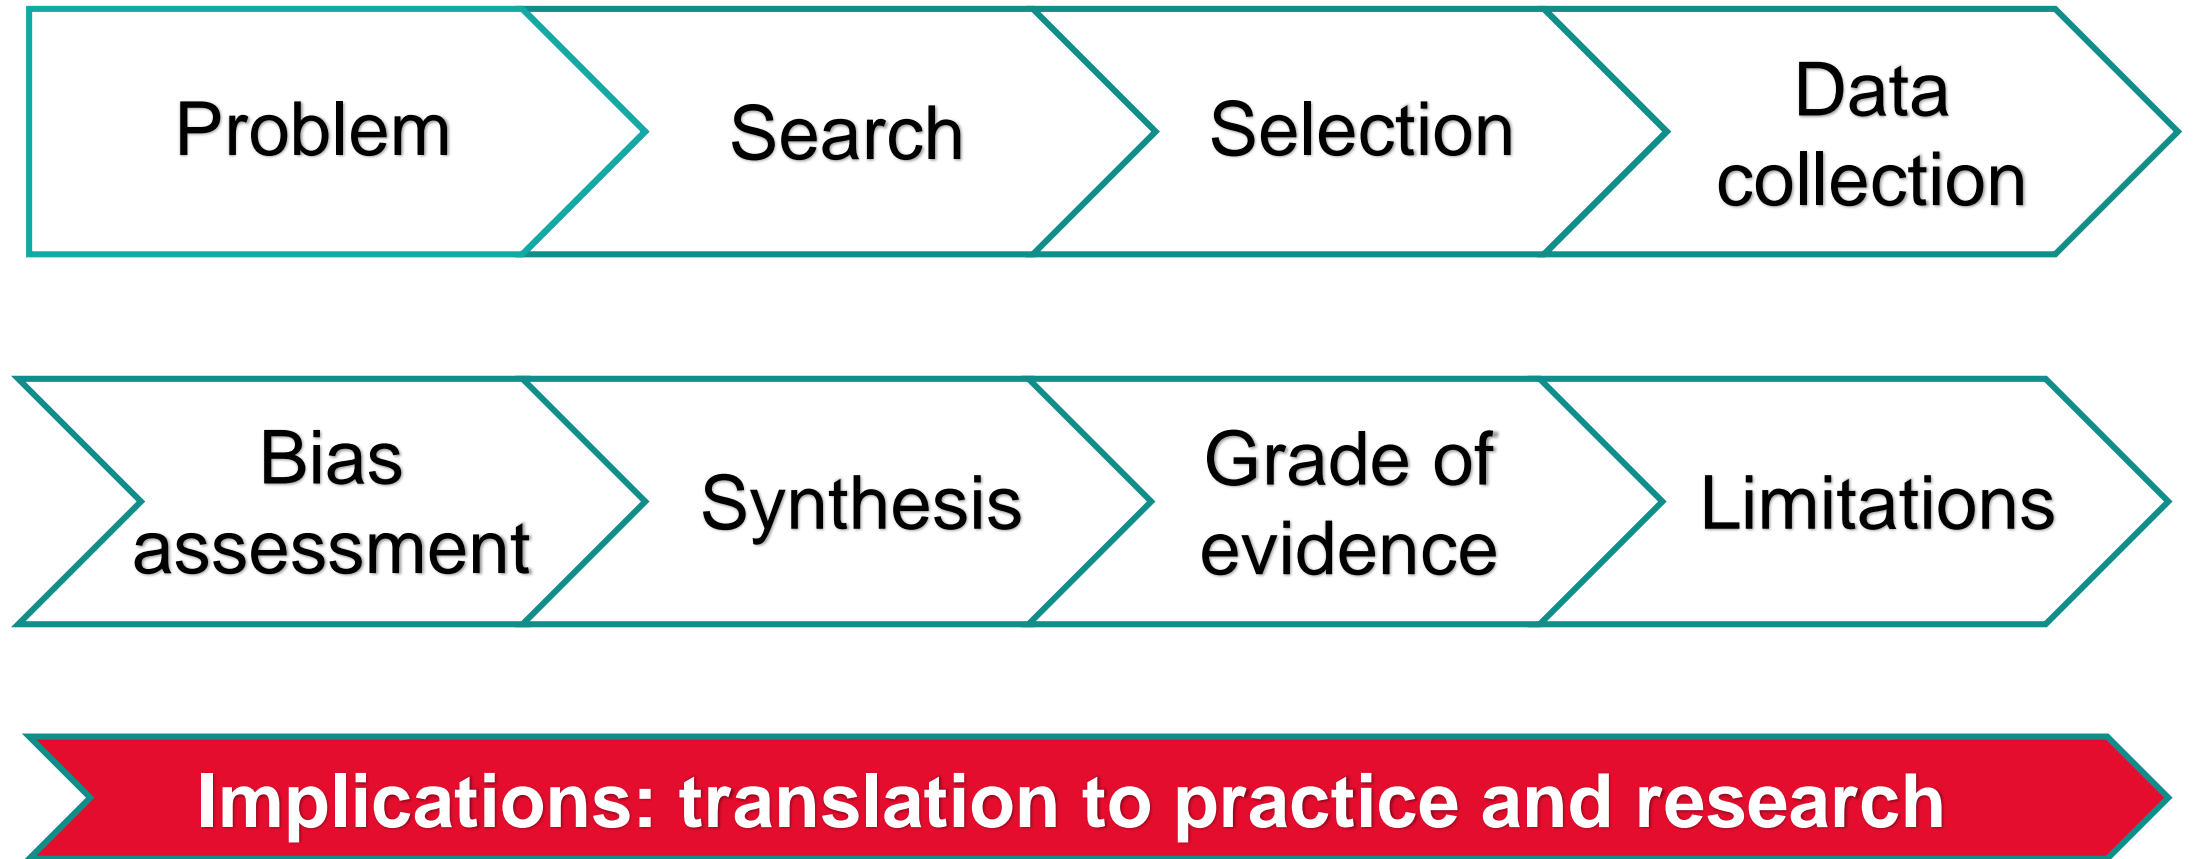 Problem
Search
Selection
Data
collection
Bias
assessment
Synthesis
Grade of
evidence
Limitations
Implications: translation to practice and research